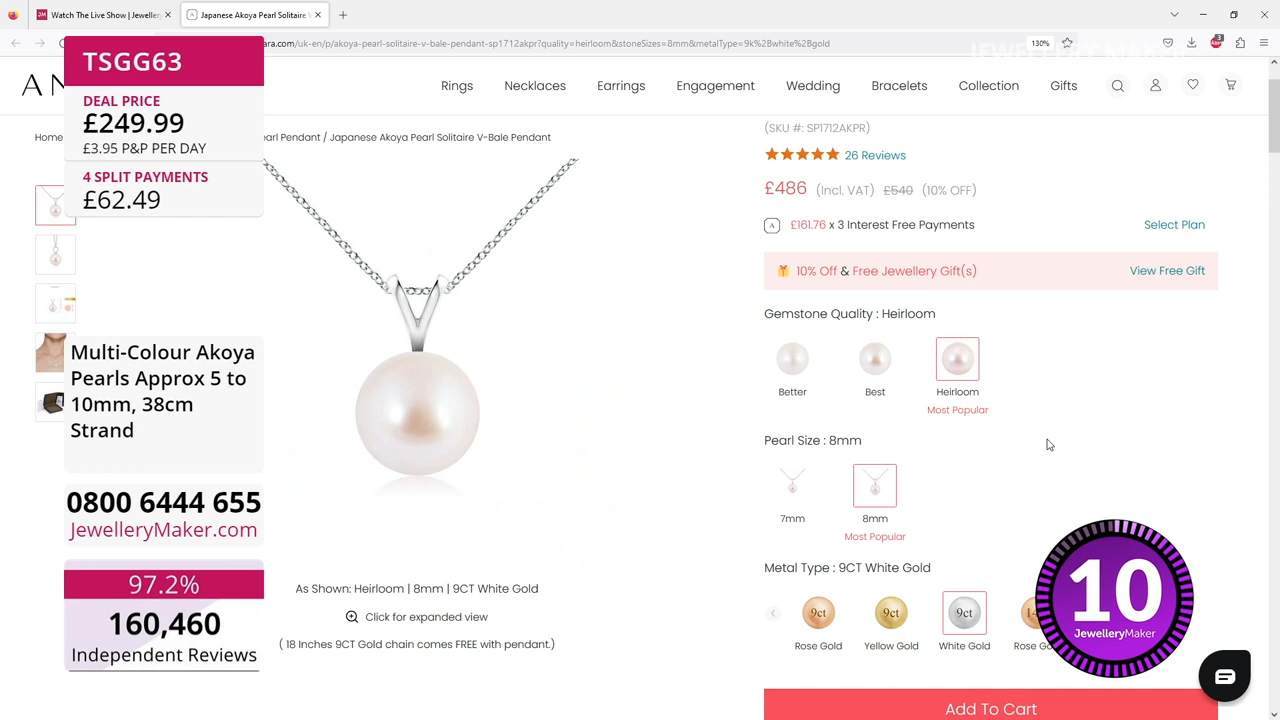 Watch The Live Show | Jeweller
Japanese Akoya Pearl Solitaire V
ara.com/uk-en/p/akoya-pearl-solitaire-v-bale-pendant-sp1712akpr?quality=heirloom&stoneSizes=8mm&metalType=9k%2Bwhite%2Bgold
130%
3
JEWELLERY MAKER
AN
Rings Necklaces Earrings Engagement Wedding Bracelets Collection Gifts
TSGG63
DEAL PRICE
£249.99
£3.95 P&P PER DAY
4 SPLIT PAYMENTS
£62.49
Home
earl Pendant / Japanese Akoya Pearl Solitaire V-Bale Pendant
(SKU #: SP1712AKPR)
26 Reviews
£486 (Incl. VAT) £540 (10% OFF)
A £161.76 x 3 Interest Free Payments Select Plan
10% Off & Free Jewellery Gift(s) View Free Gift
Gemstone Quality : Heirloom
Better Best Heirloom
Most Popular
Pearl Size : 8mm
7mm 8mm
Most Popular
Metal Type : 9CT White Gold
9ct 9ct 9ct 14
Rose Gold Yellow Gold White Gold Rose Go
Add To Cart
Multi-Colour Akoya
Pearls Approx 5 to
10mm, 38cm
Strand
0800 6444 655
JewelleryMaker.com
97.2%
160,460
Independent Reviews
As Shown: Heirloom | 8mm | 9CT White Gold
Click for expanded view
( 18 Inches 9CT Gold chain comes FREE with pendant.)
10
JewelleryMaker